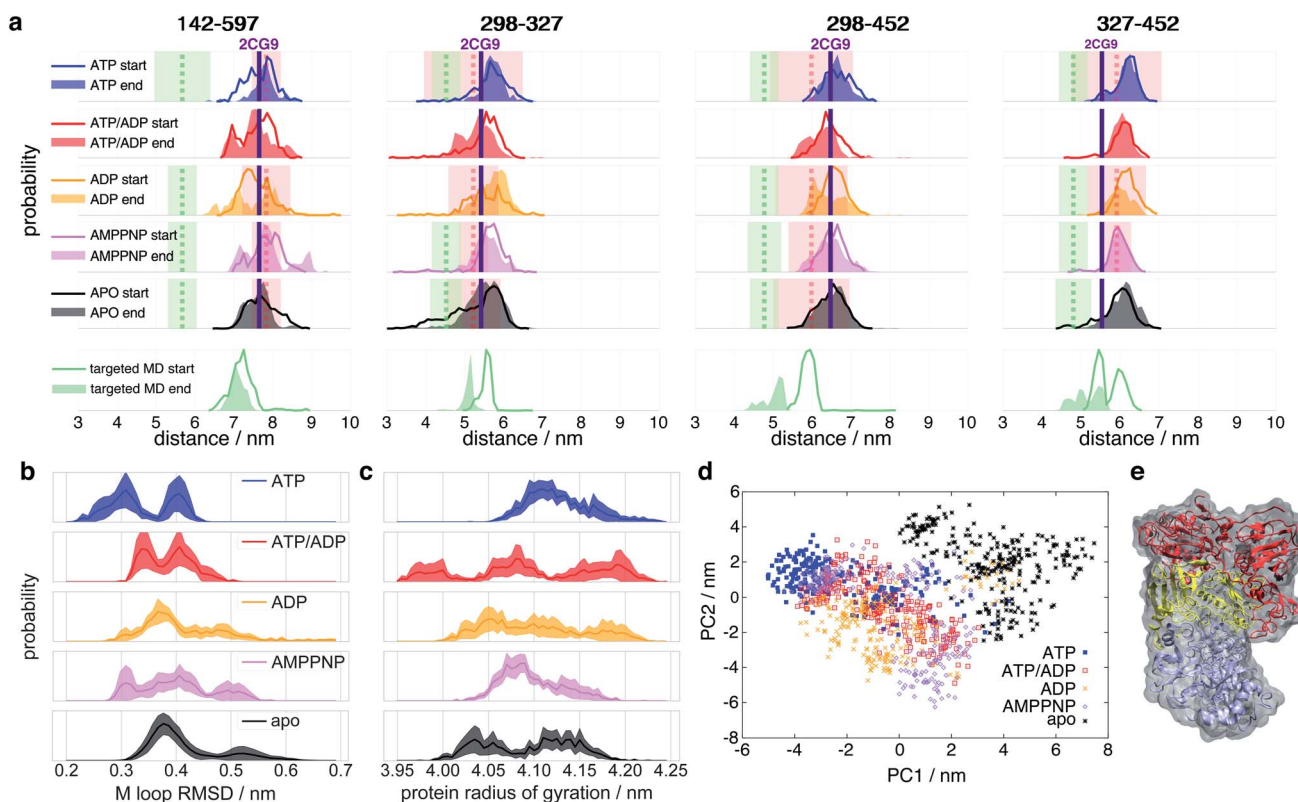 a
142-597 298-327 298-452 327-452
2CG9 2CG9 2CG9 2CG9
ATP start
ATP end
ATP/ADP start
ATP/ADP end
ADP start
ADP end
AMPPNP start
AMPPNP end
APO start
APO end
probability
targeted MD start
targeted MD end
3 4 5 6 7 8 9 10 3 4 5 6 7 8 9 10 3 4 5 6 7 8 9 10 3 4 5 6 7 8 9 10
distance / nm distance / nm distance / nm distance / nm
b
ATP
ATP/ADP
ADP
AMPPNP
apo
probability
0.2 0.3 0.4 0.5 0.6 0.7
M loop RMSD / nm
c
3.95 4.00 4.05 4.10 4.15 4.20 4.25
protein radius of gyration / nm
d
6
4
2
0
-2
-4
-6
-8
PC2 / nm
ATP
ATP/ADP
ADP
AMPPNP
apo
-6 -4 -2 0 2 4 6 8
PC1 / nm
e